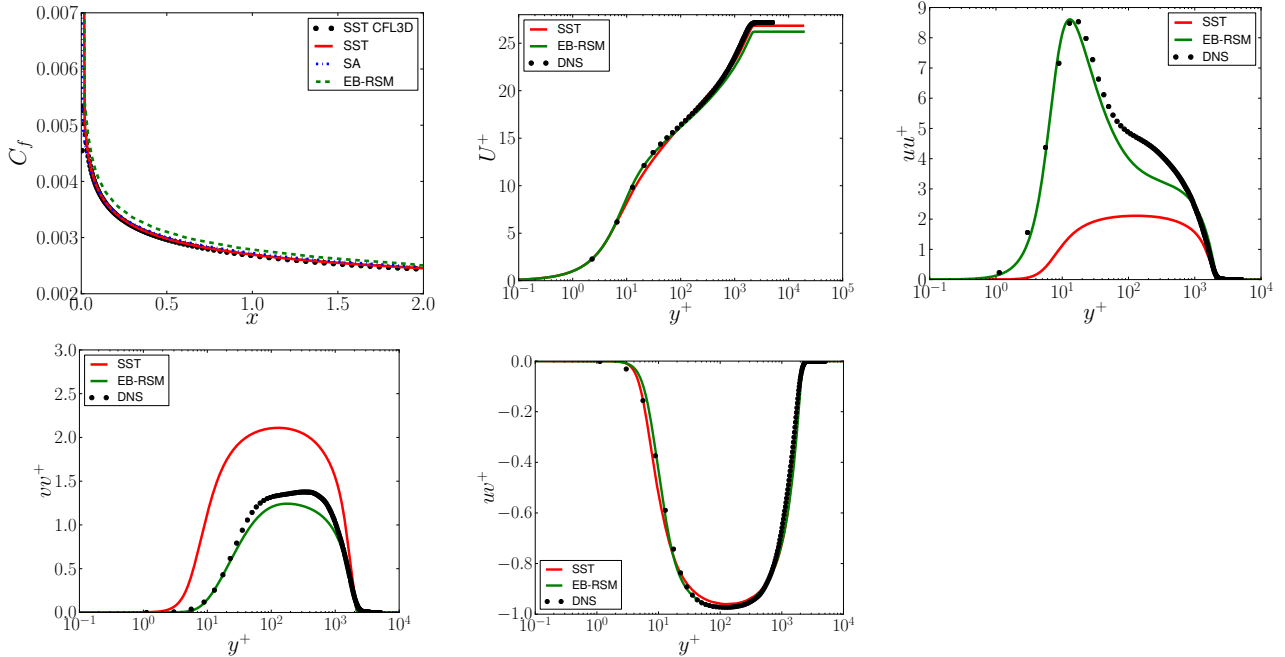 0.007
0.006
0.005
0.004
0.003
0.002
0.0 0.5 1.0 1.5 2.0
x
C_f
SST CFL3D
SST
SA
EB-RSM
25
20
15
10
5
0
10^{-1} 10^0 10^1 10^2 10^3 10^4 10^5
y^+
U^+
SST
EB-RSM
DNS
9
8
7
6
5
4
3
2
1
0
10^{-1} 10^0 10^1 10^2 10^3 10^4
y^+
uu^+
SST
EB-RSM
DNS
3.0
2.5
2.0
1.5
1.0
0.5
0.0
10^{-1} 10^0 10^1 10^2 10^3 10^4
y^+
vv^+
SST
EB-RSM
DNS
0.0
−0.2
−0.4
−0.6
−0.8
−1.0
10^{-1} 10^0 10^1 10^2 10^3 10^4
y^+
uv^+
SST
EB-RSM
DNS